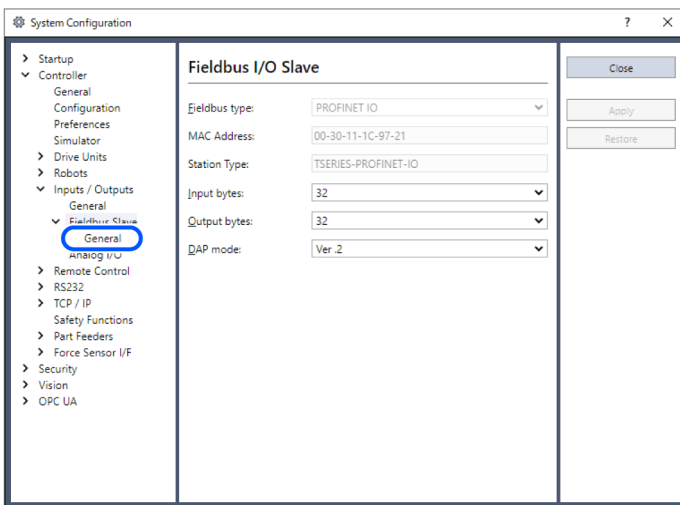 System Configuration
?
Startup
Controller
General
Configuration
Preferences
Simulator
Drive Units
Robots
Inputs / Outputs
General
Fieldbus Slave
General
Analog I/O
Remote Control
RS232
TCP / IP
Safety Functions
Part Feeders
Force Sensor I/F
Security
Vision
OPC UA
Fieldbus I/O Slave
Fieldbus type: PROFINET IO
MAC Address: 00-30-11-1C-97-21
Station Type: TSERIES-PROFINET-IO
Input bytes: 32
Output bytes: 32
DAP mode: Ver .2
Close
Apply
Restore